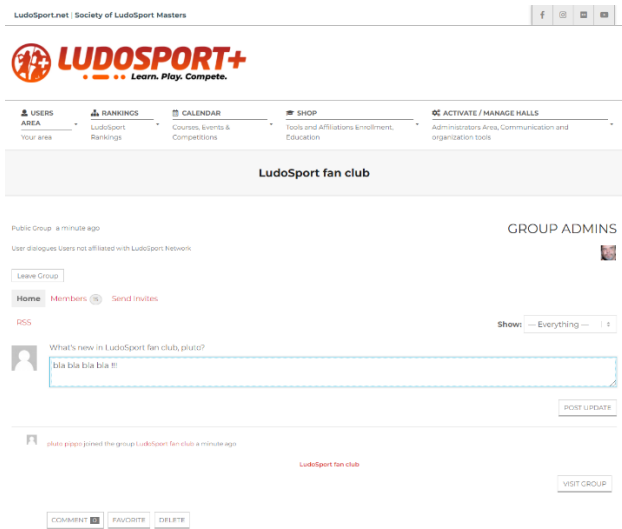 LudoSport.net | Society of LudoSport Masters
LUDOSPORT+
Learn. Play. Compete.
USERS AREA
Your area
RANKINGS
LudoSport Rankings
CALENDAR
Courses, Events & Competitions
SHOP
Tools and Affiliations Enrollment, Education
ACTIVATE / MANAGE HALLS
Administrators Area, Communication and organization tools
LudoSport fan club
Public Group a minute ago
GROUP ADMINS
User dialogues Users not affiliated with LudoSport Network
Leave Group
Home Members Send Invites
RSS
Show: — Everything —
What's new in LudoSport fan club, pluto?
bla bla bla bla !!!
POST UPDATE
pluto pippo joined the group LudoSport fan club a minute ago
LudoSport fan club
VISIT GROUP
COMMENT 0 FAVORITE DELETE